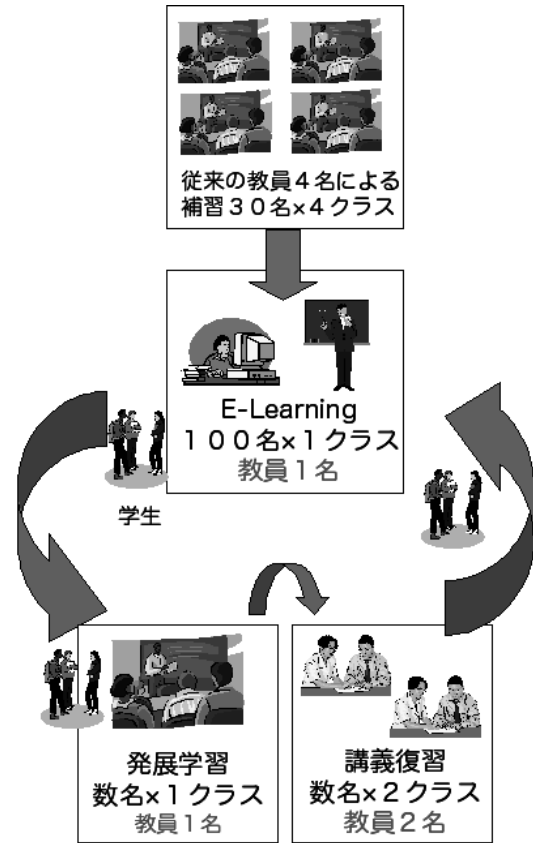 従来の教員４名による
補習３０名×４クラス
E-Learning
１００名×１クラス
教員１名
学生
発展学習
数名×１クラス
教員１名
講義復習
数名×２クラス
教員２名